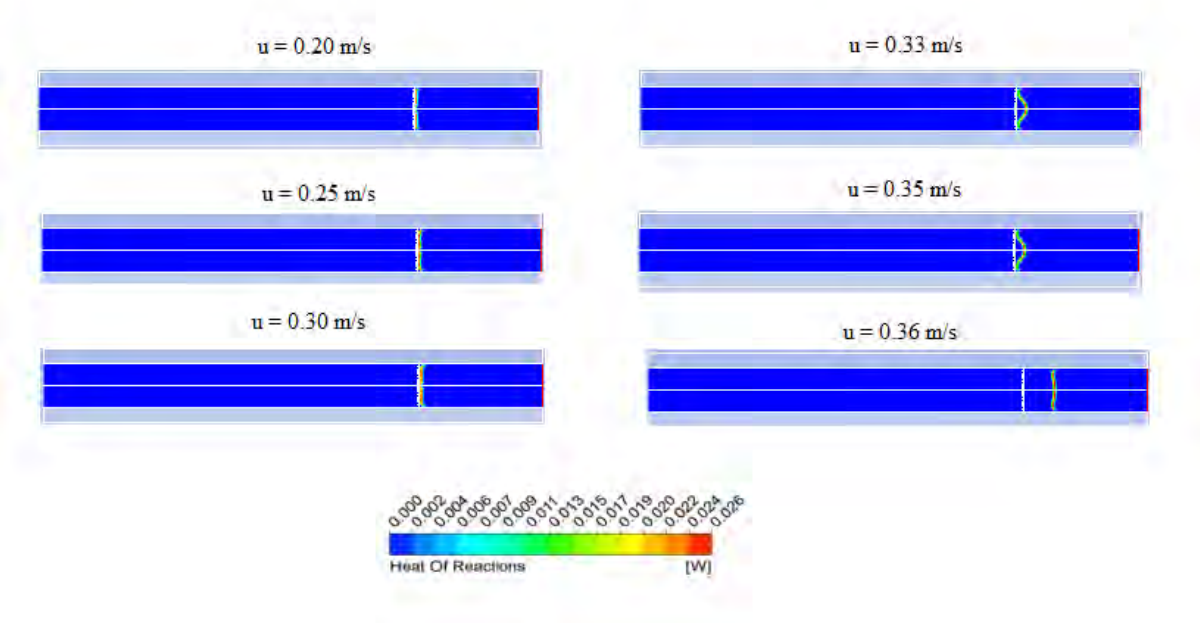 u = 0.20 m/s
u = 0.33 m/s
u = 0.25 m/s
u = 0.35 m/s
u = 0.30 m/s
u = 0.36 m/s
0.000 0.002 0.004 0.006 0.007 0.009 0.011 0.013 0.015 0.017 0.019 0.020 0.022 0.024 0.026
Heat Of Reactions [W]